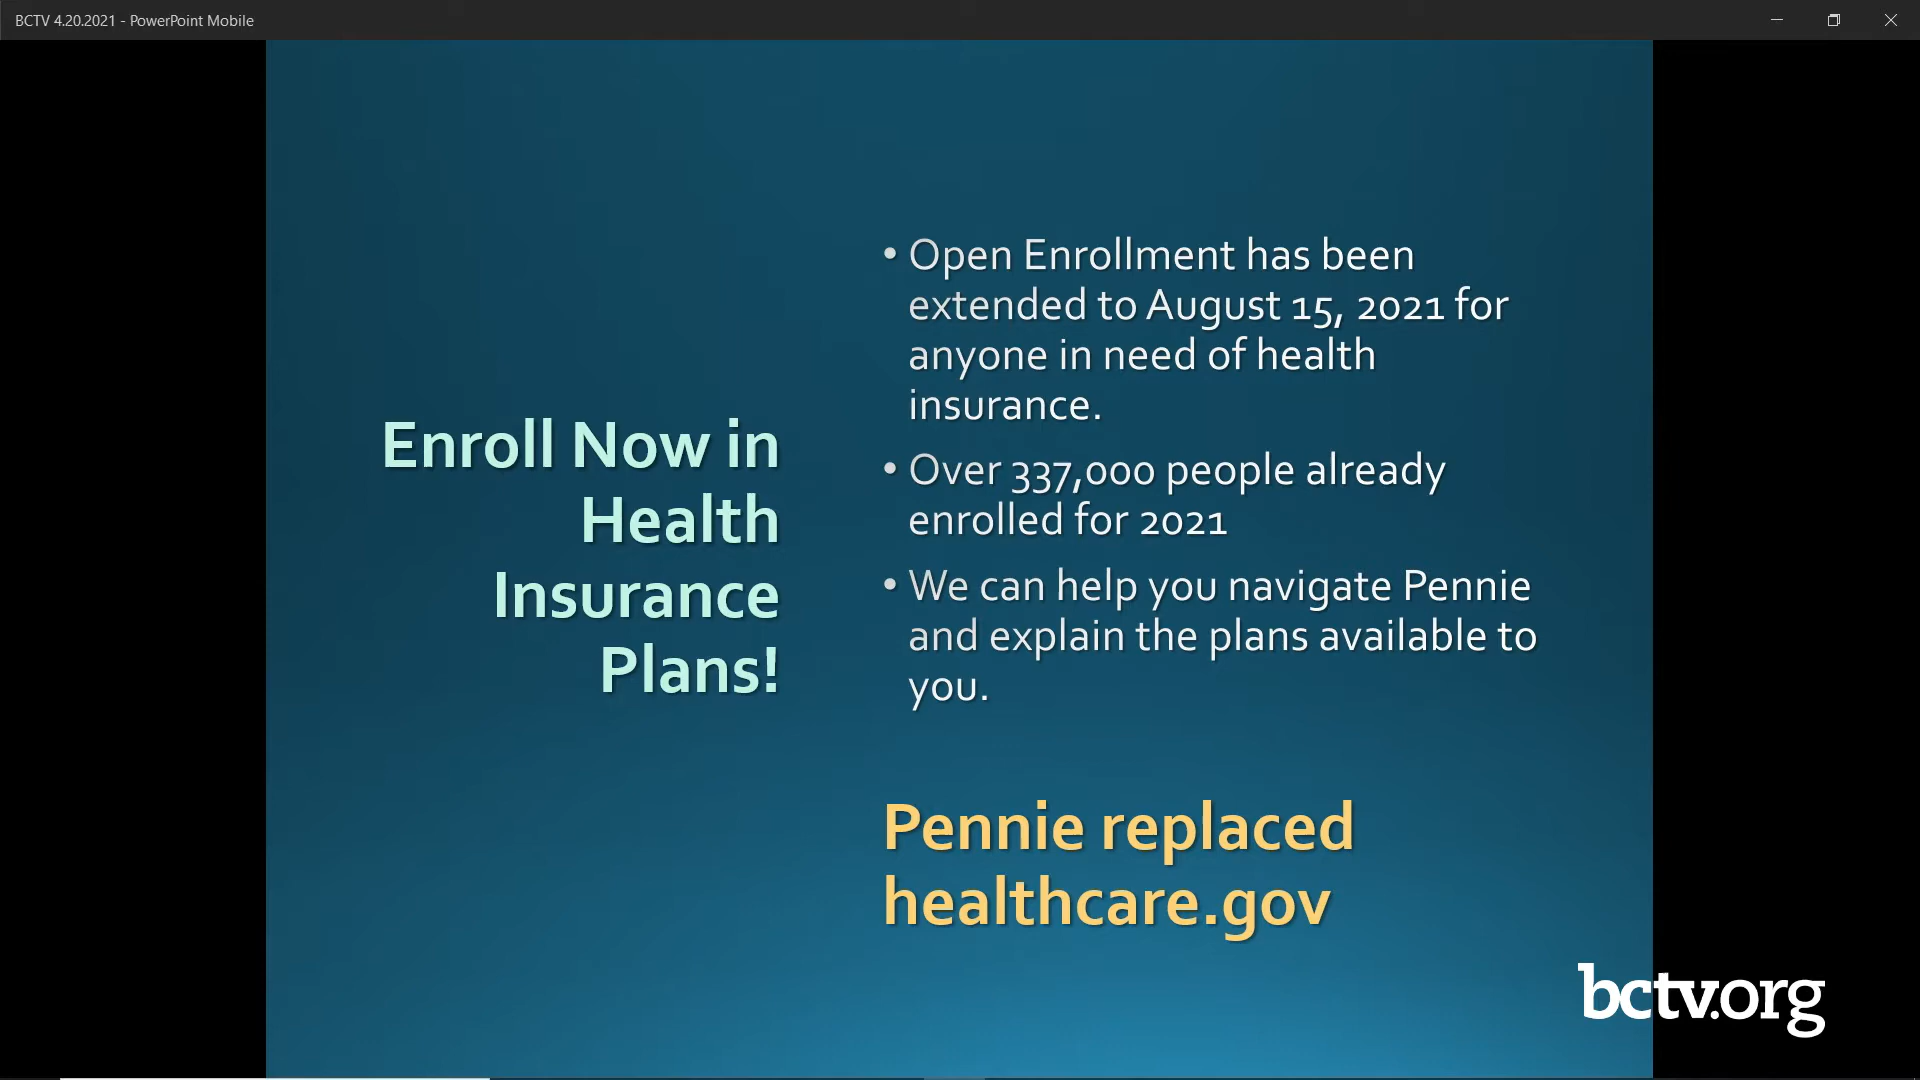 BCTV 4.20.2021 - PowerPoint Mobile
Enroll Now in
Health
Insurance
Plans!
• Open Enrollment has been
extended to August 15, 2021 for
anyone in need of health
insurance.
• Over 337,000 people already
enrolled for 2021
• We can help you navigate Pennie
and explain the plans available to
you.
Pennie replaced
healthcare.gov
bctv.org